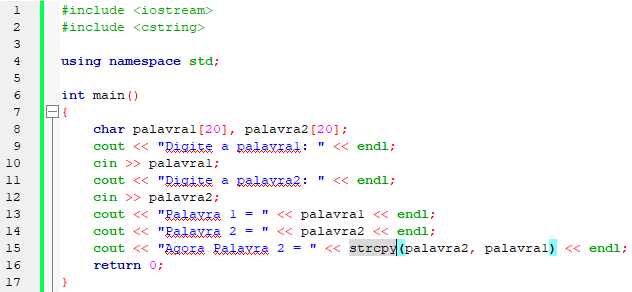 1 #include <iostream>
2 #include <cstring>
3
4 using namespace std;
5
6 int main()
7 {
8 char palavra1[20], palavra2[20];
9 cout << "Digite a palavra1: " << endl;
10 cin >> palavra1;
11 cout << "Digite a palavra2: " << endl;
12 cin >> palavra2;
13 cout << "Palavra 1 = " << palavra1 << endl;
14 cout << "Palavra 2 = " << palavra2 << endl;
15 cout << "Agora Palavra 2 = " << strcpy(palavra2, palavra1) << endl;
16 return 0;
17 }